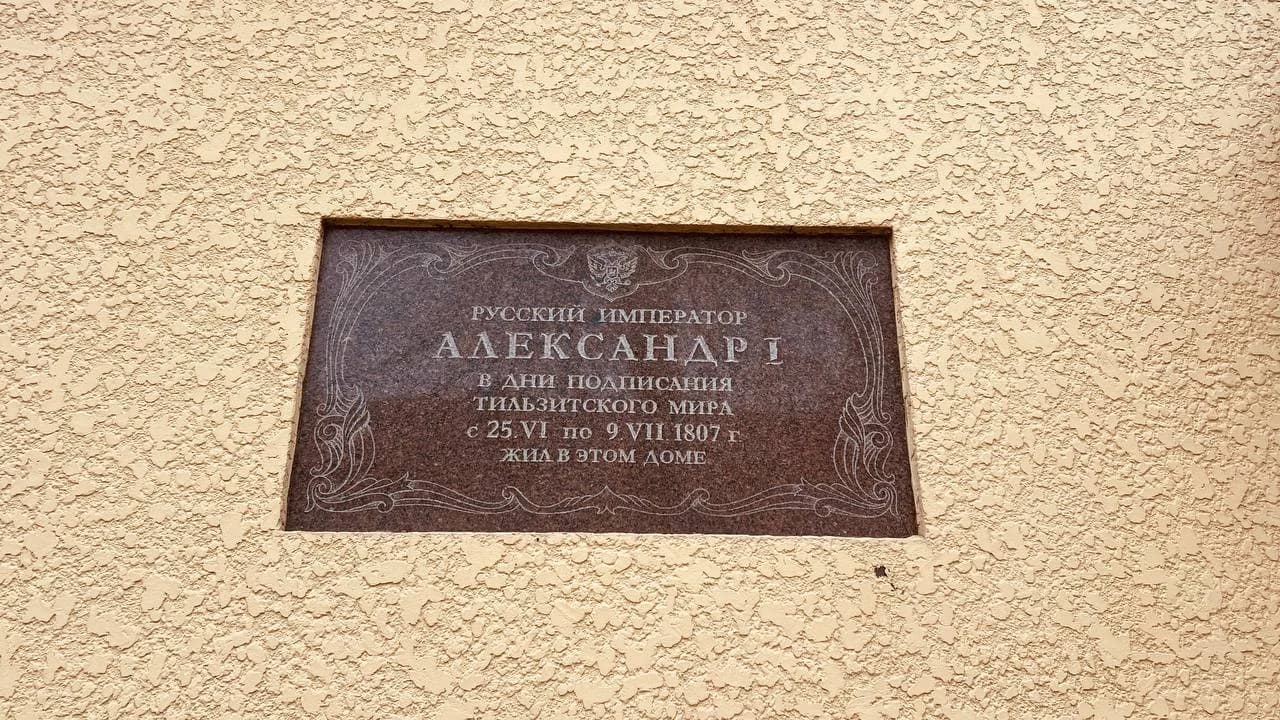 РУССКИЙ ИМПЕРАТОР
АЛЕКСАНДР I
В ДНИ ПОДПИСАНИЯ
ТИЛЬЗИТСКОГО МИРА
с 25.VI по 9 VII 1807 г.
ЖИЛ В ЭТОМ ДОМЕ